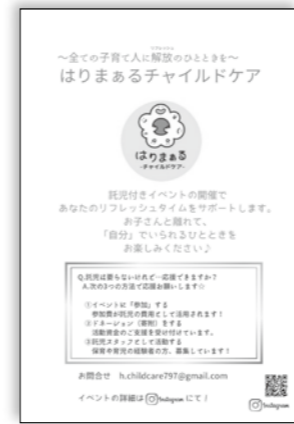 リフレッシュ
～全ての子育て人に解放のひとときを～
はりまぁるチャイルドケア
はりまぁる
-チャイルドケア-
託児付きイベントの開催で
あなたのリフレッシュタイムをサポートします。
お子さんと離れて、
「自分」でいられるひとときを
お楽しみください♪
Q.託児は要らないけれど…応援できますか？
A.次の3つの方法で応援お願いします☆
①イベントに「参加」する
参加費が託児の費用として活用されます！
②ドネーション（寄付）をする
活動資金のご支援を受け付けています。
③託児スタッフとして活動する
保育や育児の経験者の方、募集しています！
お問合せ h.childcare797@gmail.com
イベントの詳細は Instagram にて♪
Instagram